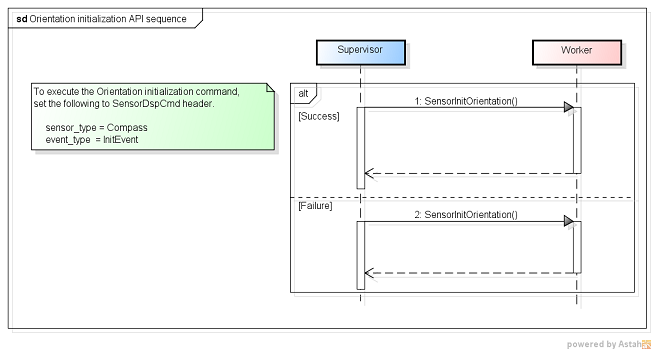 sd Orientation initialization API sequence
Supervisor
Worker
To execute the Orientation initialization command,
set the following to SensorDspCmd header.
sensor_type = Compass
event_type = InitEvent
alt
[Success]
1: SensorInitOrientation()
[Failure]
2: SensorInitOrientation()
powered by Astah